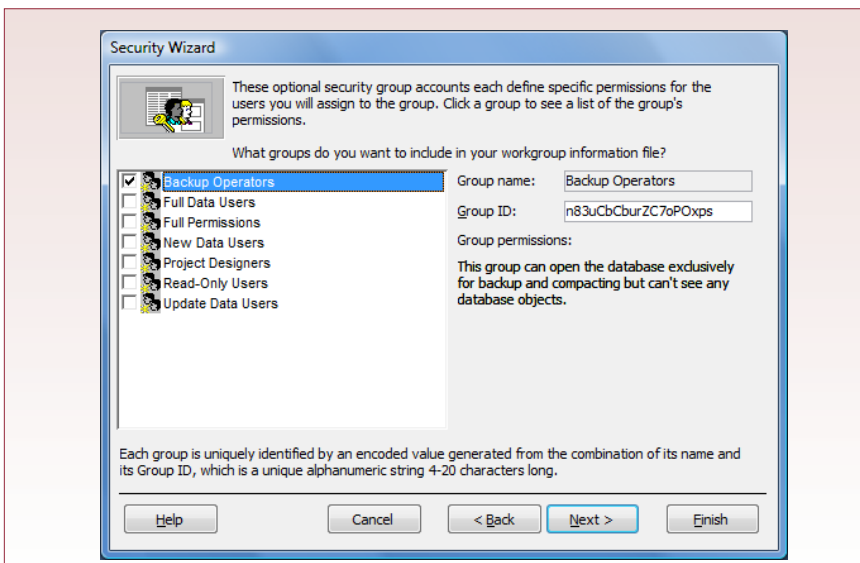 Security Wizard
These optional security group accounts each define specific permissions for the
users you will assign to the group. Click a group to see a list of the group's
permissions.
What groups do you want to include in your workgroup information file?
Backup Operators
Full Data Users
Full Permissions
New Data Users
Project Designers
Read-Only Users
Update Data Users
Group name: Backup Operators
Group ID: n83uCbCburZC7oPOxps
Group permissions:
This group can open the database exclusively
for backup and compacting but can't see any
database objects.
Each group is uniquely identified by an encoded value generated from the combination of its name and
its Group ID, which is a unique alphanumeric string 4-20 characters long.
Help Cancel < Back Next > Finish